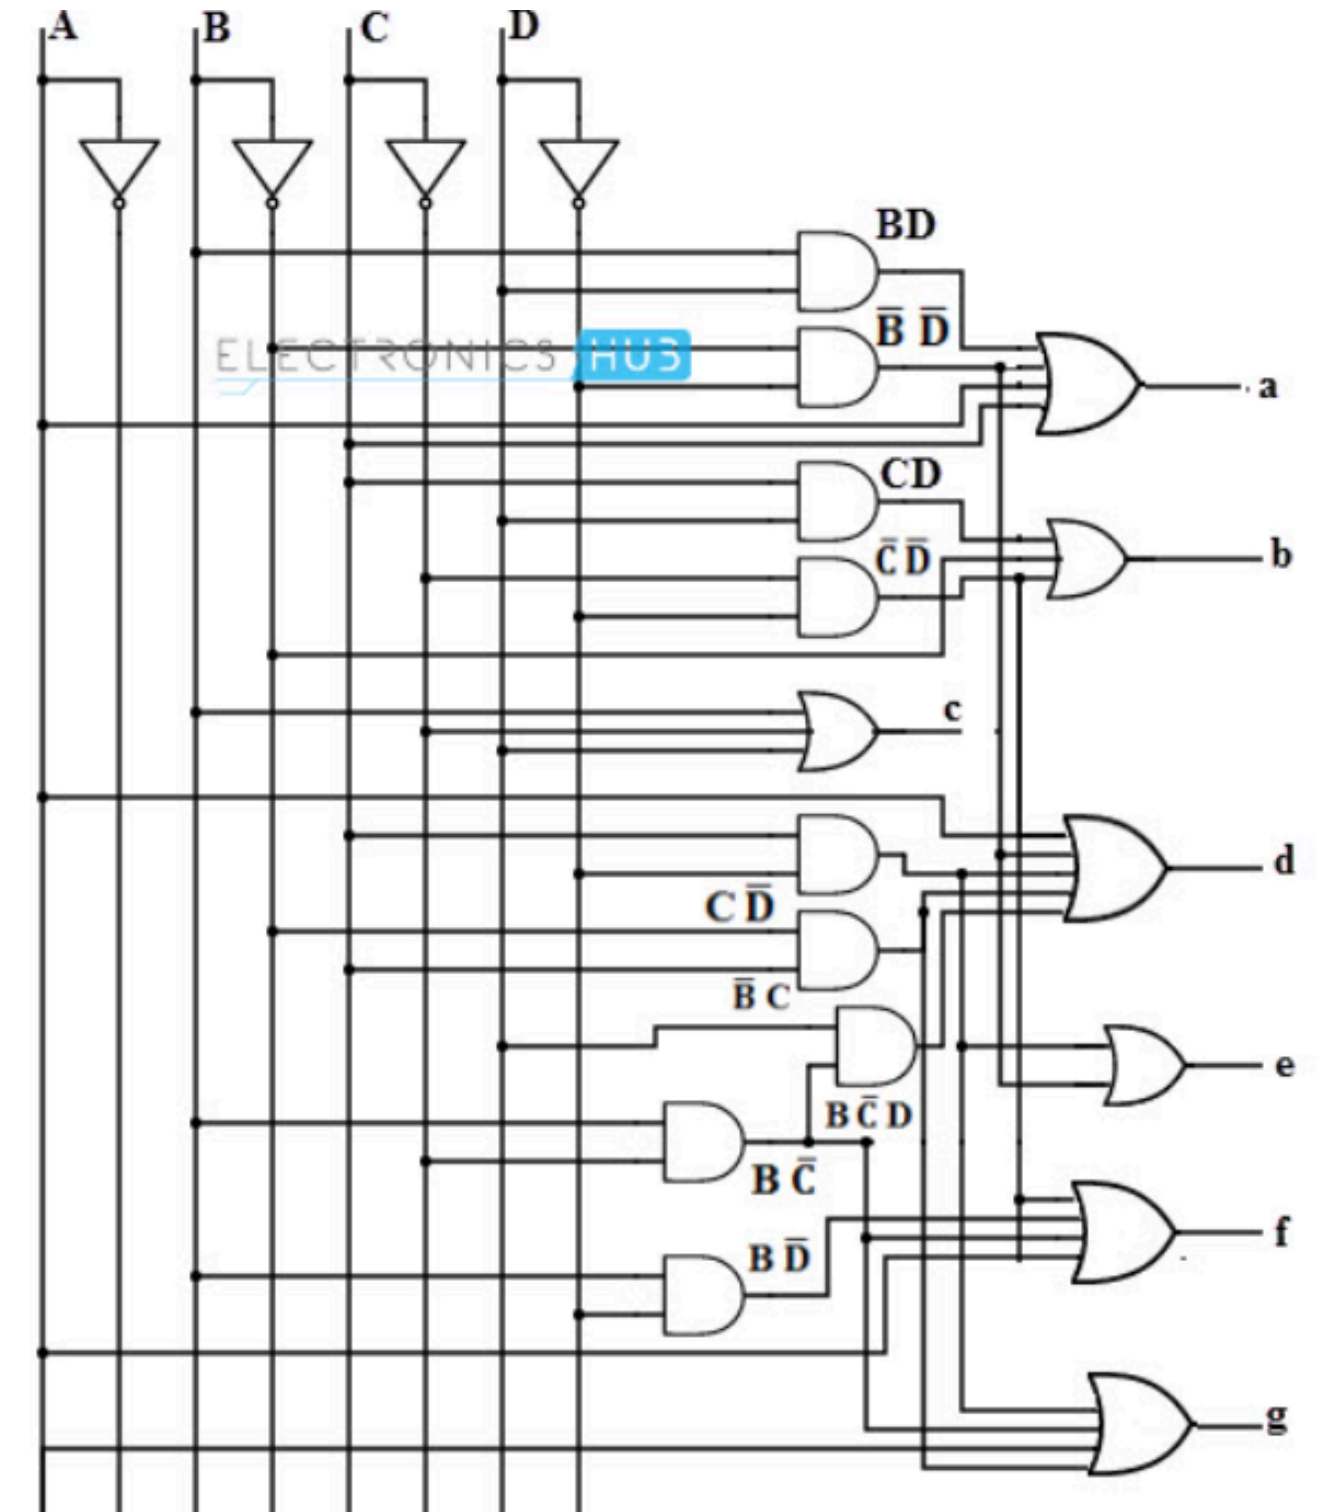 A B C D
BD
B̅ D̅
ELECTRONICS HUB
a
CD
C̅ D̅
b
c
d
C D̅
B̅ C
e
B C̅ D
B C̅
f
B D̅
g